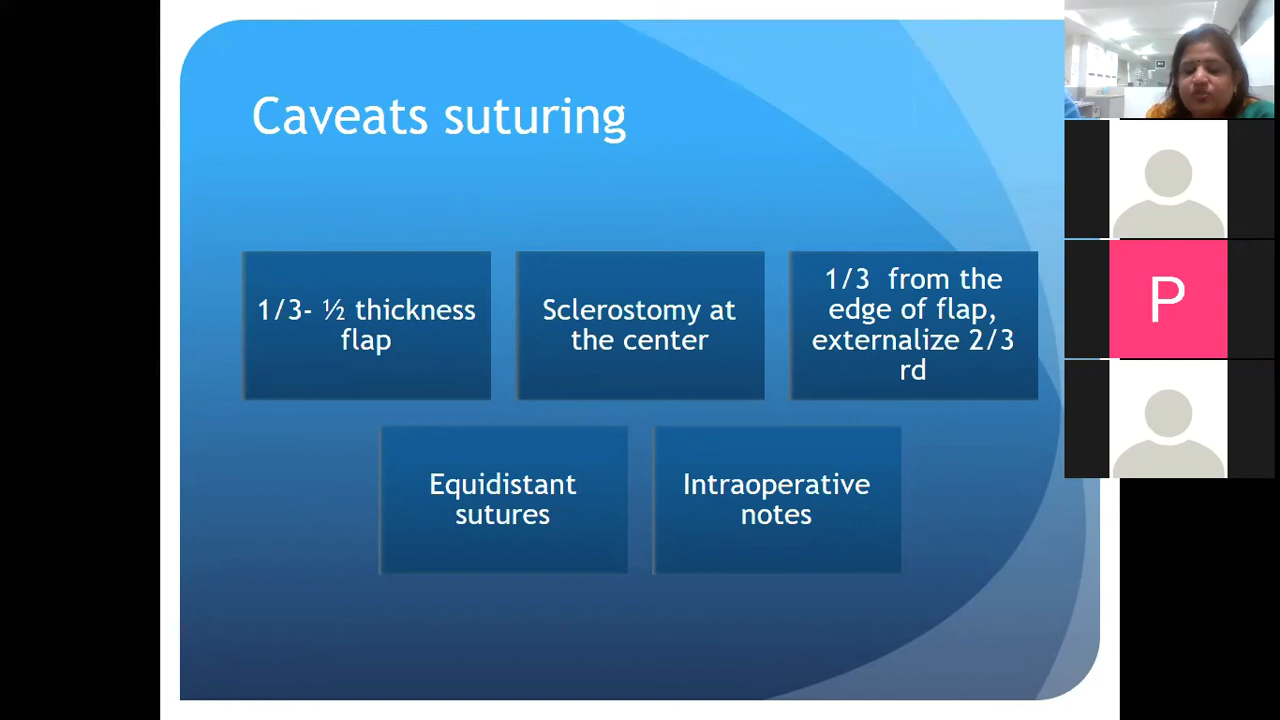 Caveats suturing
1/3- ½ thickness
flap
Sclerostomy at
the center
1/3 from the
edge of flap,
externalize 2/3
rd
Equidistant
sutures
Intraoperative
notes
P